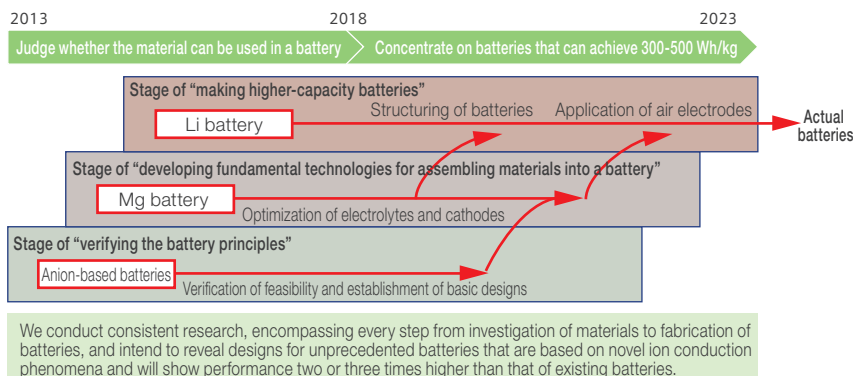 2013 2018 2023
Judge whether the material can be used in a battery Concentrate on batteries that can achieve 300-500 Wh/kg
Stage of “making higher-capacity batteries”
Structuring of batteries Application of air electrodes
Li battery
Actual
batteries
Stage of “developing fundamental technologies for assembling materials into a battery”
Mg battery
Optimization of electrolytes and cathodes
Stage of “verifying the battery principles”
Anion-based batteries
Verification of feasibility and establishment of basic designs
We conduct consistent research, encompassing every step from investigation of materials to fabrication of
batteries, and intend to reveal designs for unprecedented batteries that are based on novel ion conduction
phenomena and will show performance two or three times higher than that of existing batteries.